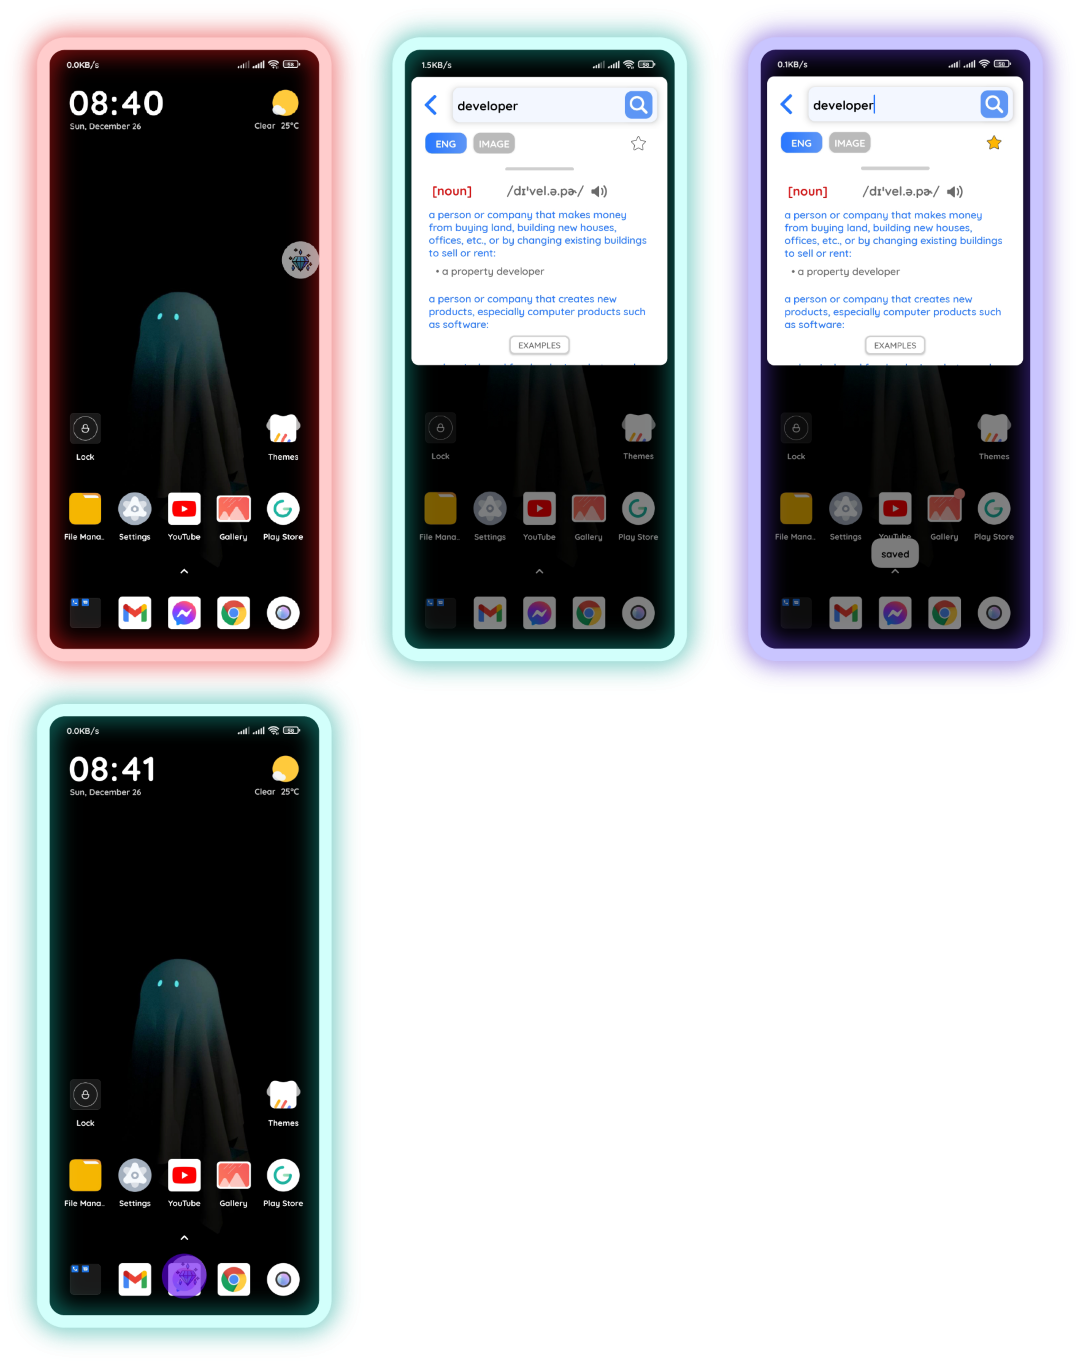 0.0KB/s
58
08:40
Sun, December 26
Clear 25°C
Lock
Themes
File Mana..
Settings
YouTube
Gallery
Play Store
1.5KB/s
58
developer
ENG
IMAGE
[noun]
/dɪˈvel.ə.pɚ/
a person or company that makes money
from buying land, building new houses,
offices, etc., or by changing existing buildings
to sell or rent:
• a property developer
a person or company that creates new
products, especially computer products such
as software:
EXAMPLES
Lock
Themes
File Mana..
Settings
YouTube
Gallery
Play Store
0.1KB/s
58
developer
ENG
IMAGE
[noun]
/dɪˈvel.ə.pɚ/
a person or company that makes money
from buying land, building new houses,
offices, etc., or by changing existing buildings
to sell or rent:
• a property developer
a person or company that creates new
products, especially computer products such
as software:
EXAMPLES
Lock
Themes
File Mana..
Settings
YouTube
Gallery
Play Store
saved
0.0KB/s
58
08:41
Sun, December 26
Clear 25°C
Lock
Themes
File Mana..
Settings
YouTube
Gallery
Play Store